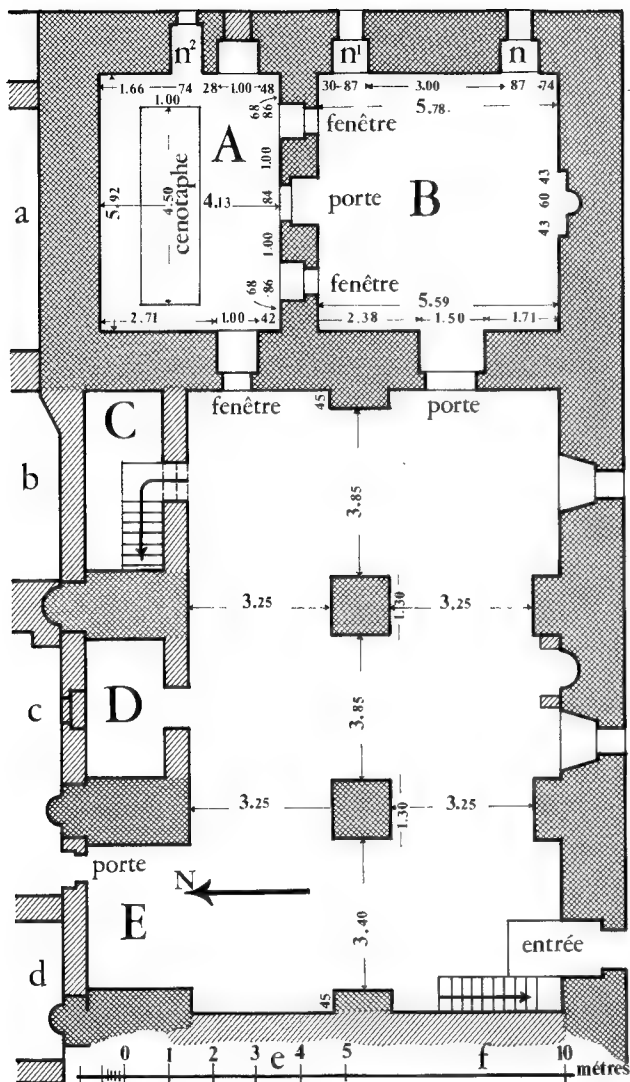 n² n¹ n
1.66 74 28 1.00 48 30 87 3.00 87 74
1.00 68 86 5.78
A fenêtre
a 5.92 4.50 cenotaphe 4.13 1.00 84 1.00 porte B 43 60 43
68 86 fenêtre 5.59
2.71 1.00 42 2.38 1.50 1.71
C fenêtre 45 porte
b 3.85
3.25 1.30 3.25
c D 3.85
3.25 1.30 3.25
porte N
E 3.40 entrée
d 45
0 1 2 3 e 4 5 f 10 métres